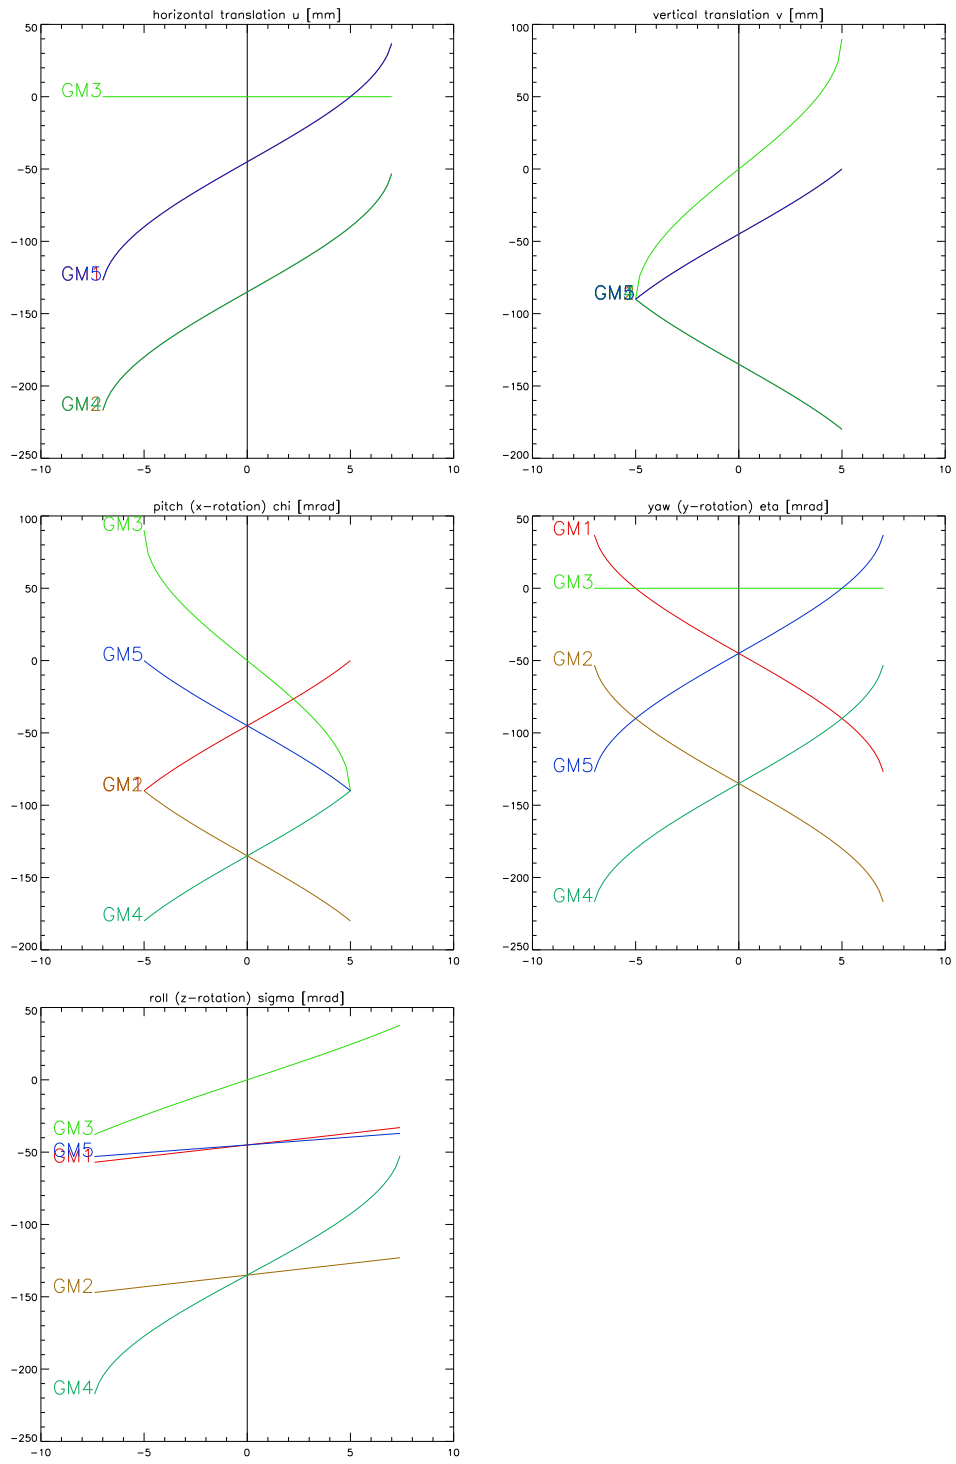 horizontal translation u [mm]
50
0
-50
-100
-150
-200
-250
-10
-5
0
5
10
GM3
GM5
GM2
vertical translation v [mm]
100
50
0
-50
-100
-150
-200
-10
-5
0
5
10
pitch (x-rotation) chi [mrad]
100
50
0
-50
-100
-150
-200
-10
-5
0
5
10
GM3
GM5
GM4
yaw (y-rotation) eta [mrad]
50
0
-50
-100
-150
-200
-250
-10
-5
0
5
10
GM1
GM3
GM2
GM5
GM4
roll (z-rotation) sigma [mrad]
50
0
-50
-100
-150
-200
-250
-10
-5
0
5
10
GM3
GM5
GM1
GM2
GM4